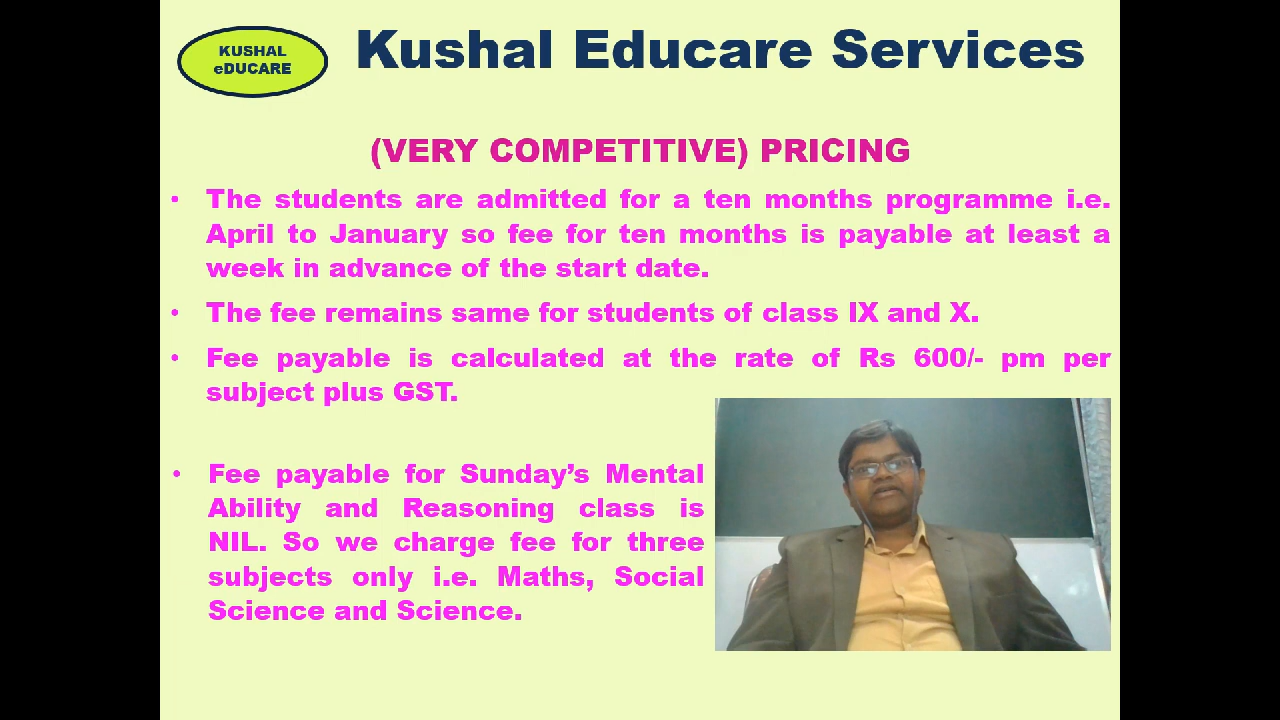 KUSHAL
eDUCARE
Kushal Educare Services
(VERY COMPETITIVE) PRICING
• The students are admitted for a ten months programme i.e.
April to January so fee for ten months is payable at least a
week in advance of the start date.
• The fee remains same for students of class IX and X.
• Fee payable is calculated at the rate of Rs 600/- pm per
subject plus GST.
• Fee payable for Sunday’s Mental
Ability and Reasoning class is
NIL. So we charge fee for three
subjects only i.e. Maths, Social
Science and Science.